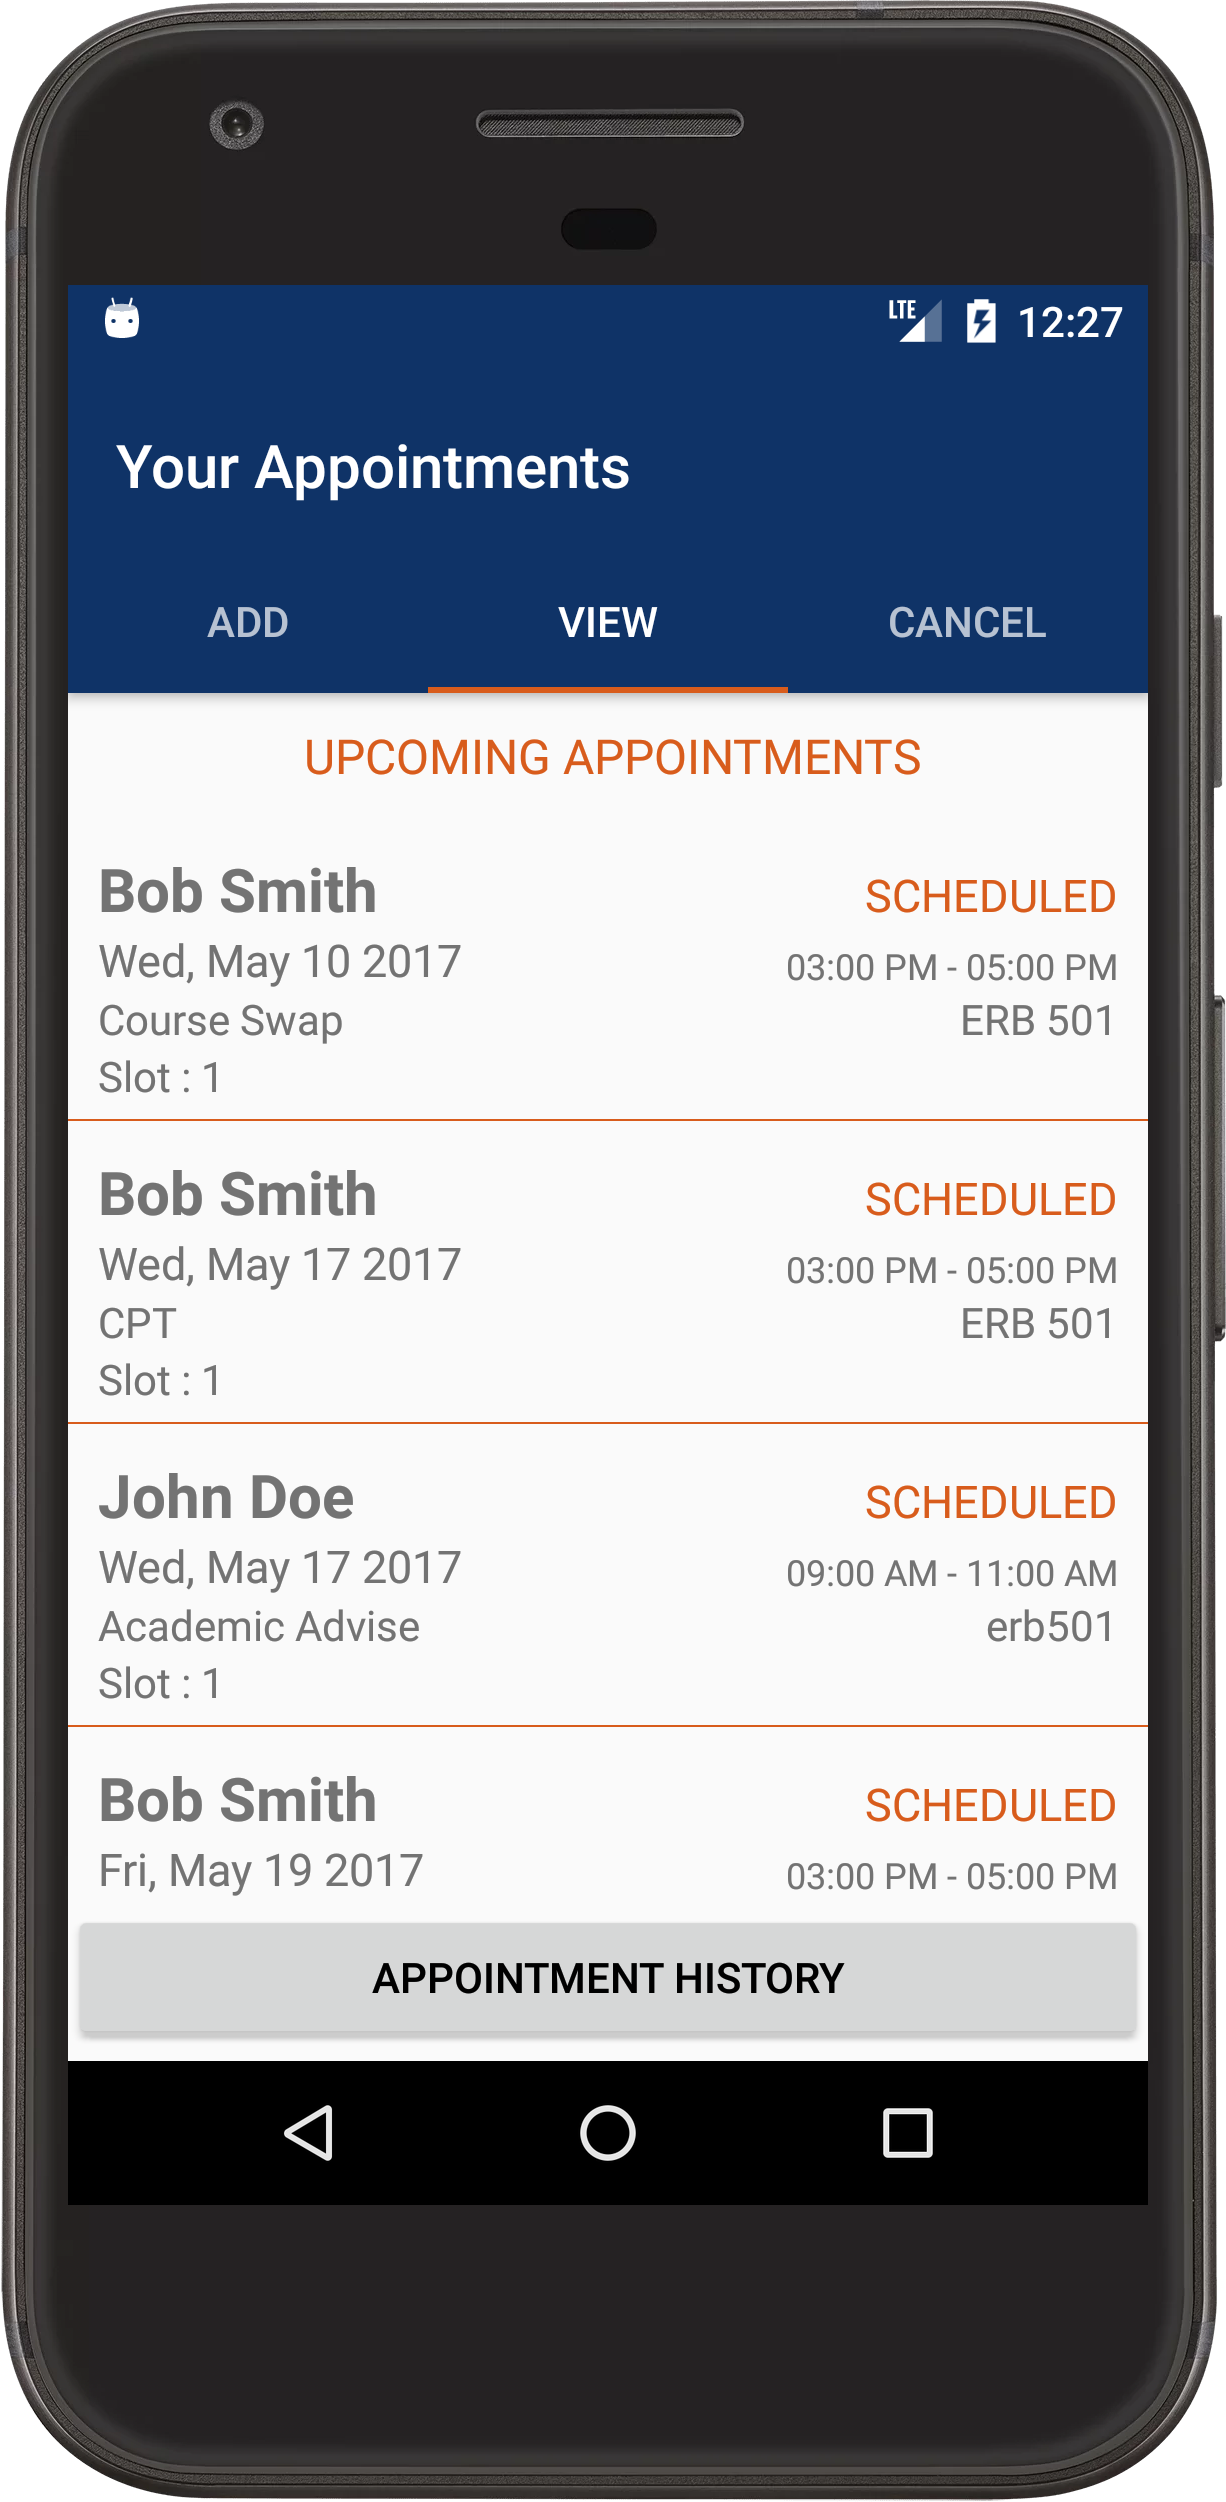 LTE 12:27
Your Appointments
ADD VIEW CANCEL
UPCOMING APPOINTMENTS
Bob Smith SCHEDULED
Wed, May 10 2017 03:00 PM - 05:00 PM
Course Swap ERB 501
Slot : 1
Bob Smith SCHEDULED
Wed, May 17 2017 03:00 PM - 05:00 PM
CPT ERB 501
Slot : 1
John Doe SCHEDULED
Wed, May 17 2017 09:00 AM - 11:00 AM
Academic Advise erb501
Slot : 1
Bob Smith SCHEDULED
Fri, May 19 2017 03:00 PM - 05:00 PM
APPOINTMENT HISTORY